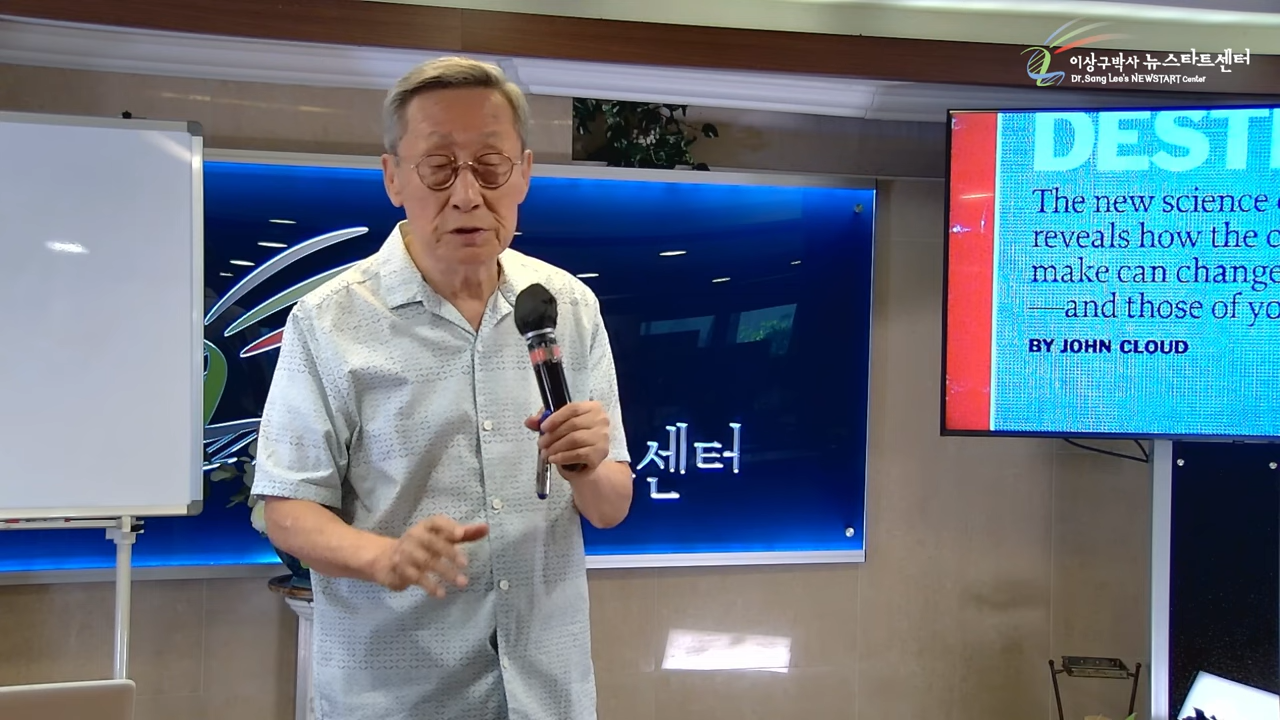 이상구박사 뉴스타트센터
Dr. Sang Lee's NEWSTART Center
DEST
The new science
reveals how the
make can change
—and those of yo
BY JOHN CLOUD
센터